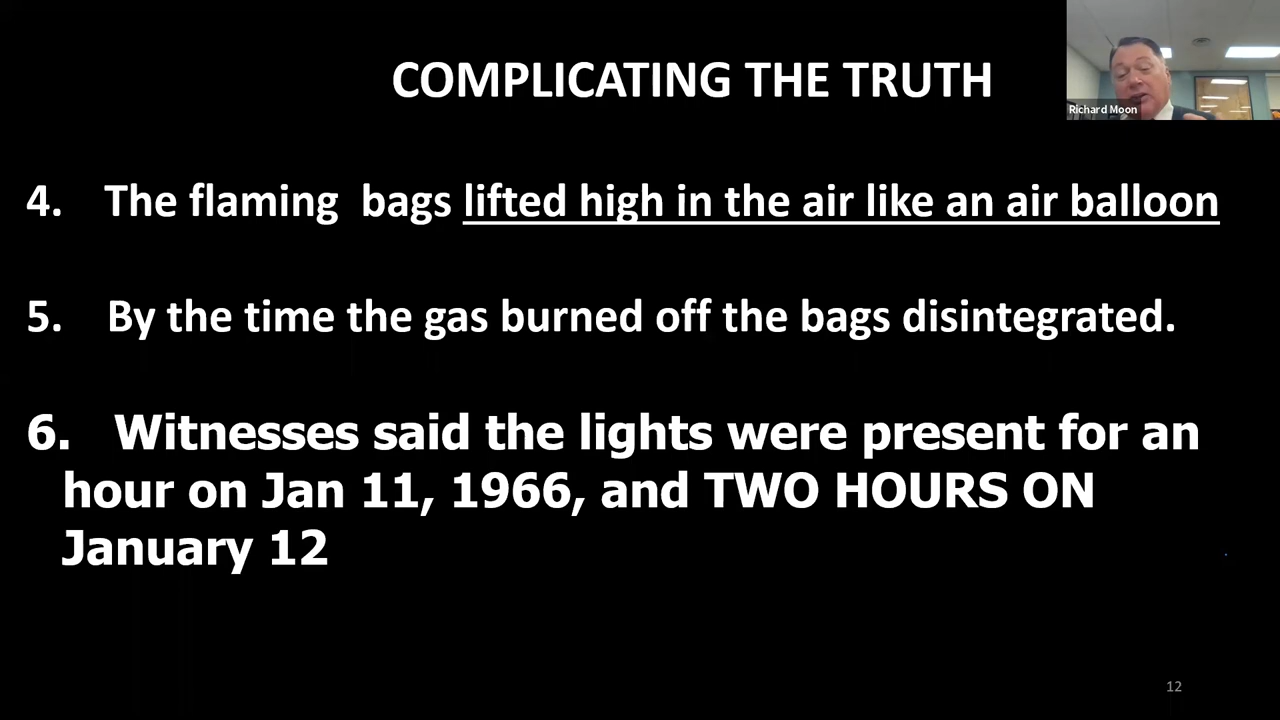 COMPLICATING THE TRUTH
Richard Moon
4. The flaming bags lifted high in the air like an air balloon
5. By the time the gas burned off the bags disintegrated.
6. Witnesses said the lights were present for an
hour on Jan 11, 1966, and TWO HOURS ON
January 12
12